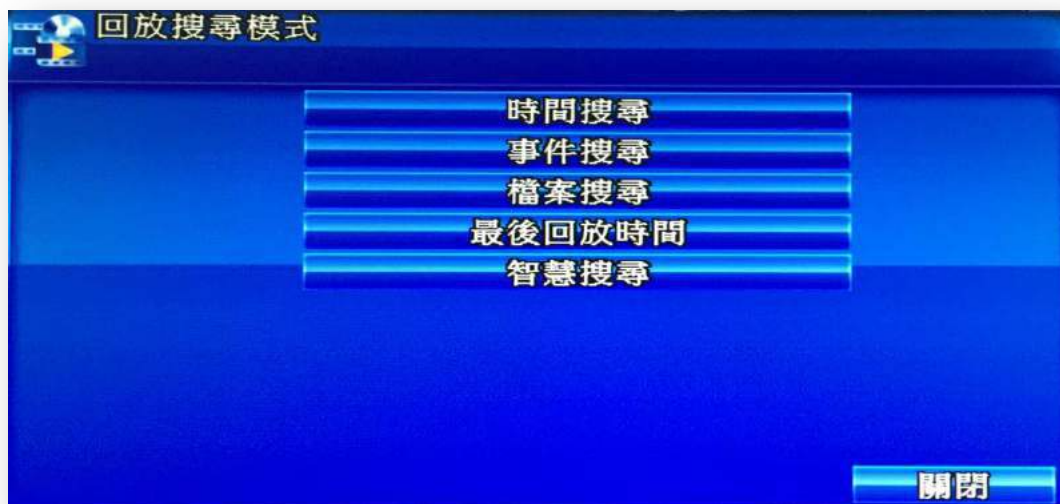 回放搜尋模式
時間搜尋
事件搜尋
檔案搜尋
最後回放時間
智慧搜尋
關閉